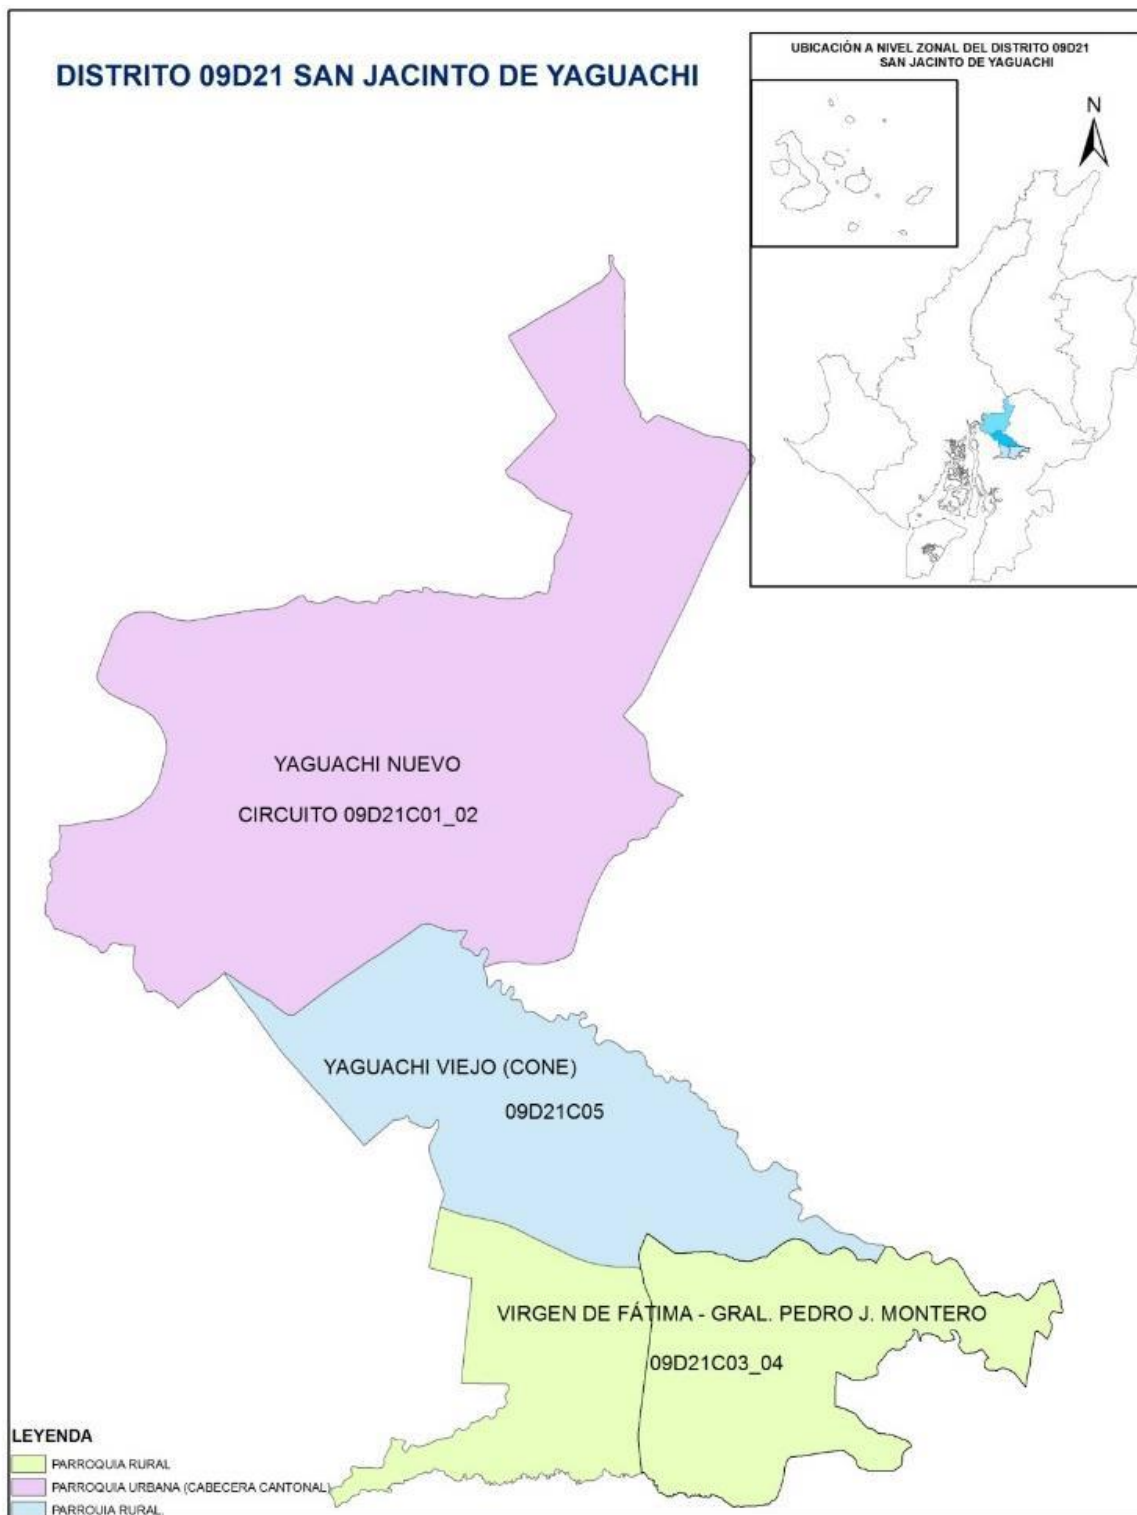 DISTRITO 09D21 SAN JACINTO DE YAGUACHI
UBICACIÓN A NIVEL ZONAL DEL DISTRITO 09D21
SAN JACINTO DE YAGUACHI
N
YAGUACHI NUEVO
CIRCUITO 09D21C01_02
YAGUACHI VIEJO (CONE)
09D21C05
VIRGEN DE FÁTIMA - GRAL. PEDRO J. MONTERO
09D21C03_04
LEYENDA
PARROQUIA RURAL
PARROQUIA URBANA (CABECERA CANTONAL)
PARROUIA RURAL.